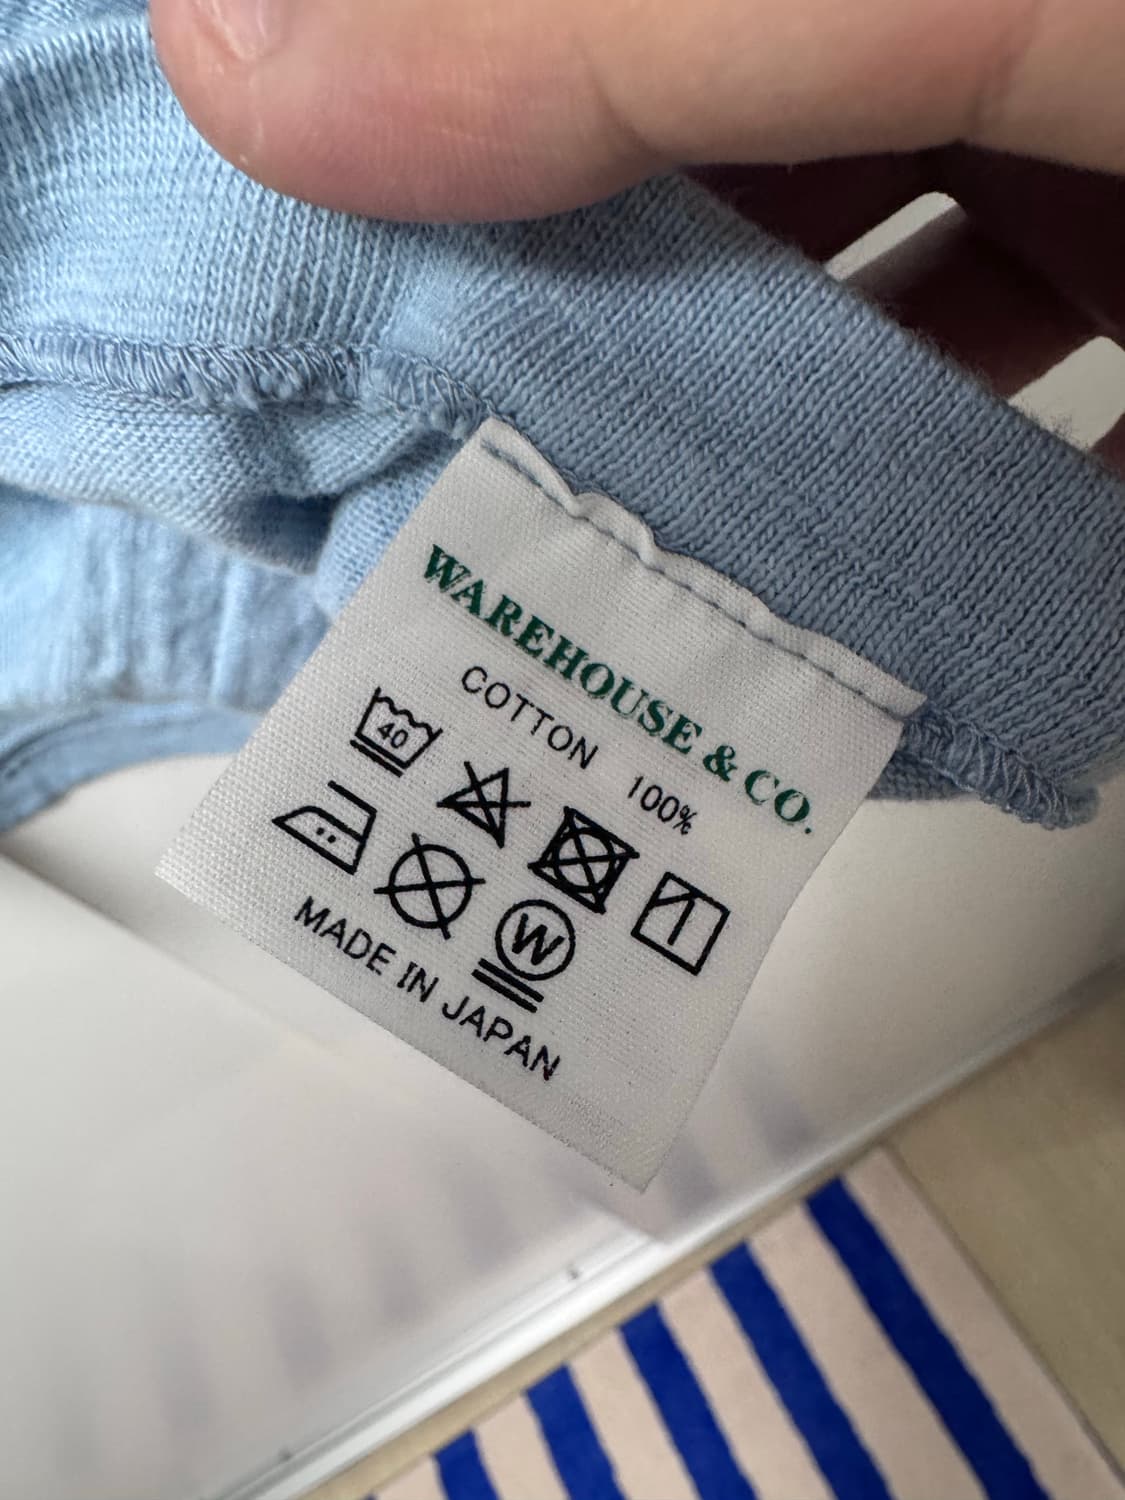 WAREHOUSE & CO.
COTTON 100%
40
W
MADE IN JAPAN